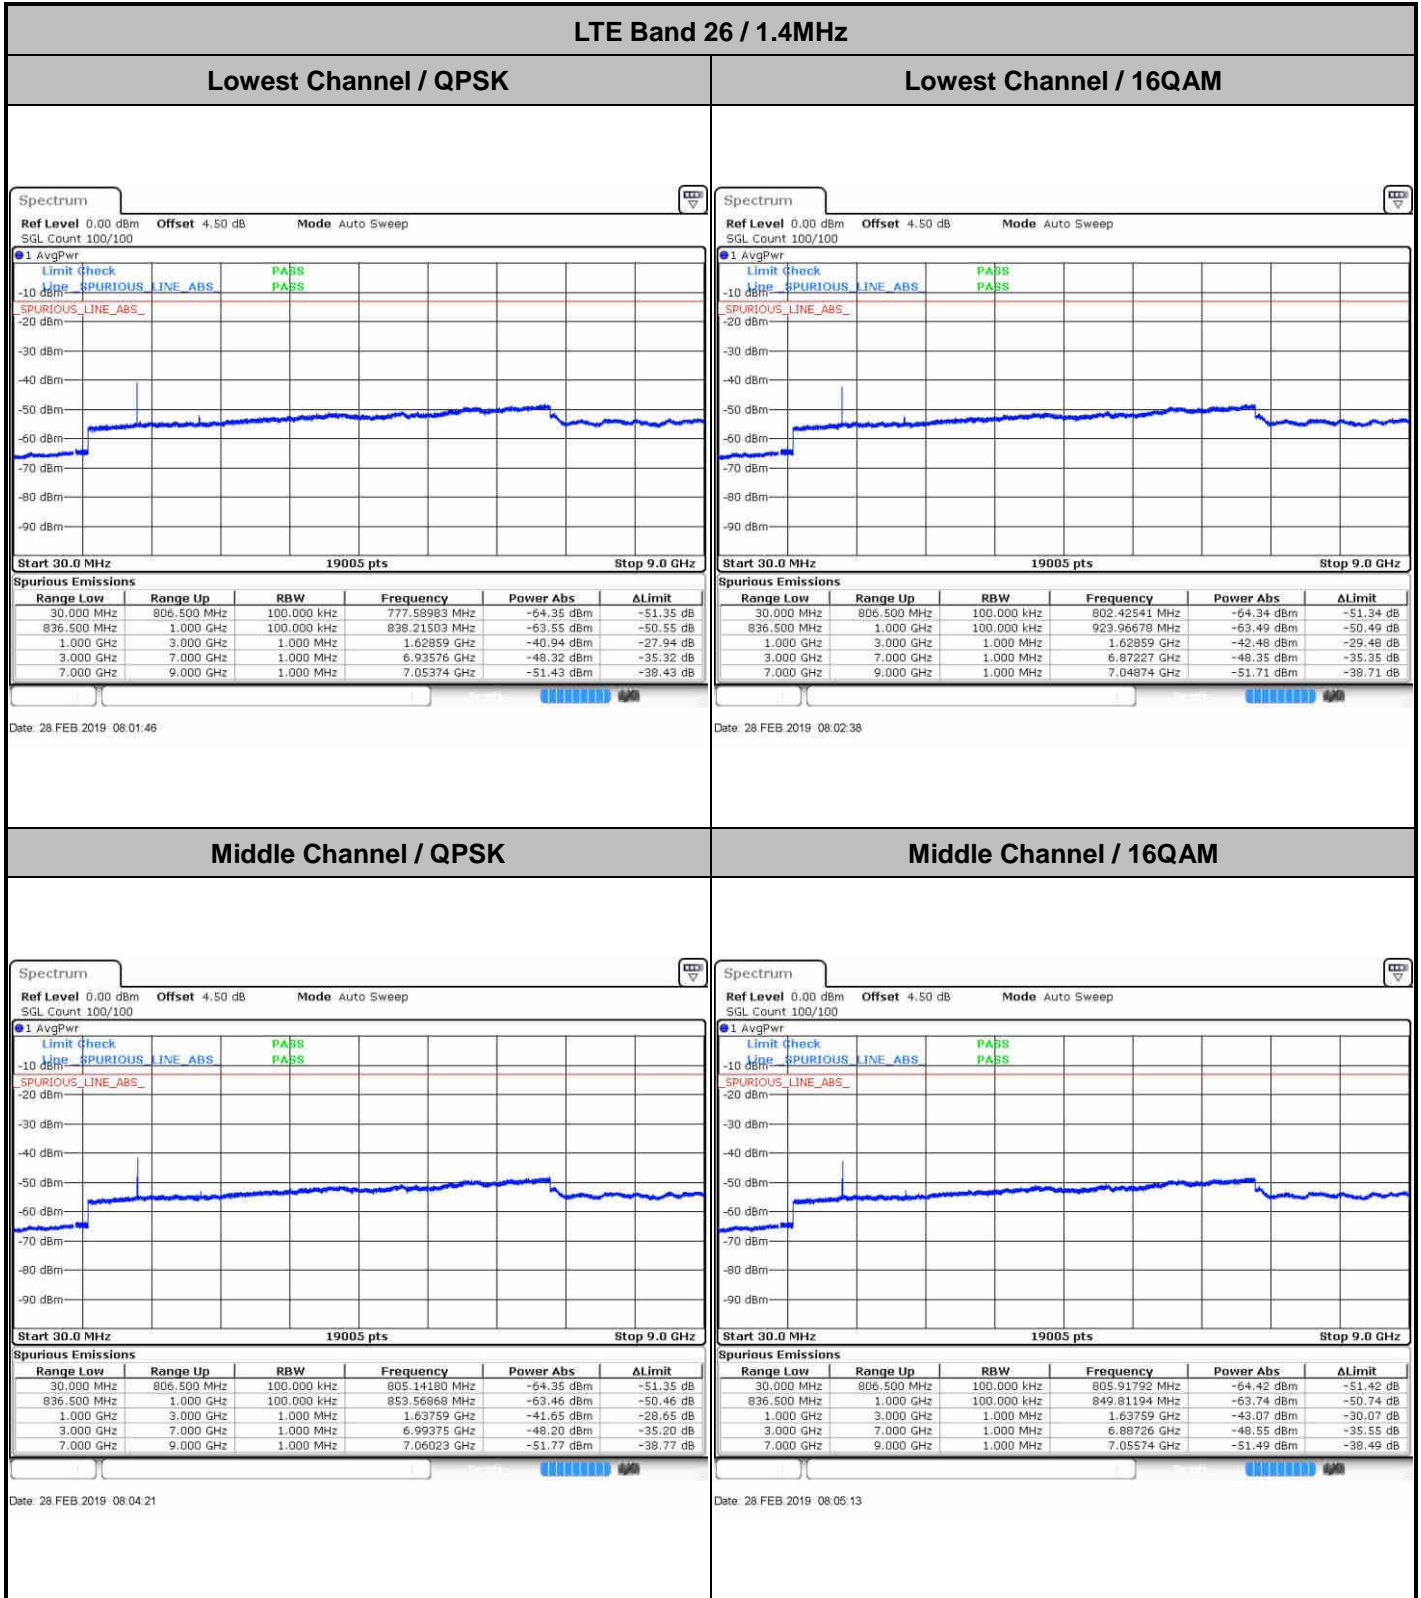 LTE Band 26 / 1.4MHz
Lowest Channel / QPSK
Lowest Channel / 16QAM
Spectrum
Ref Level 0.00 dBm Offset 4.50 dB Mode Auto Sweep
SGL Count 100/100
1 AvgPwr
Limit Check PASS
Line _SPURIOUS_LINE_ABS_ PASS
-10 dBm
_SPURIOUS_LINE_ABS_
-20 dBm
-30 dBm
-40 dBm
-50 dBm
-60 dBm
-70 dBm
-80 dBm
-90 dBm
Start 30.0 MHz 19005 pts Stop 9.0 GHz
Spurious Emissions
Range Low Range Up RBW Frequency Power Abs ΔLimit
30.000 MHz 806.500 MHz 100.000 kHz 777.58983 MHz -64.35 dBm -51.35 dB
836.500 MHz 1.000 GHz 100.000 kHz 838.21503 MHz -63.55 dBm -50.55 dB
1.000 GHz 3.000 GHz 1.000 MHz 1.62859 GHz -40.94 dBm -27.94 dB
3.000 GHz 7.000 GHz 1.000 MHz 6.93576 GHz -48.32 dBm -35.32 dB
7.000 GHz 9.000 GHz 1.000 MHz 7.05374 GHz -51.43 dBm -38.43 dB
Date: 28.FEB.2019 08:01:46
Spectrum
Ref Level 0.00 dBm Offset 4.50 dB Mode Auto Sweep
SGL Count 100/100
1 AvgPwr
Limit Check PASS
Line _SPURIOUS_LINE_ABS_ PASS
-10 dBm
_SPURIOUS_LINE_ABS_
-20 dBm
-30 dBm
-40 dBm
-50 dBm
-60 dBm
-70 dBm
-80 dBm
-90 dBm
Start 30.0 MHz 19005 pts Stop 9.0 GHz
Spurious Emissions
Range Low Range Up RBW Frequency Power Abs ΔLimit
30.000 MHz 806.500 MHz 100.000 kHz 802.42541 MHz -64.34 dBm -51.34 dB
836.500 MHz 1.000 GHz 100.000 kHz 923.96678 MHz -63.49 dBm -50.49 dB
1.000 GHz 3.000 GHz 1.000 MHz 1.62859 GHz -42.48 dBm -29.48 dB
3.000 GHz 7.000 GHz 1.000 MHz 6.87227 GHz -48.35 dBm -35.35 dB
7.000 GHz 9.000 GHz 1.000 MHz 7.04874 GHz -51.71 dBm -38.71 dB
Date: 28.FEB.2019 08:02:38
Middle Channel / QPSK
Middle Channel / 16QAM
Spectrum
Ref Level 0.00 dBm Offset 4.50 dB Mode Auto Sweep
SGL Count 100/100
1 AvgPwr
Limit Check PASS
Line _SPURIOUS_LINE_ABS_ PASS
-10 dBm
_SPURIOUS_LINE_ABS_
-20 dBm
-30 dBm
-40 dBm
-50 dBm
-60 dBm
-70 dBm
-80 dBm
-90 dBm
Start 30.0 MHz 19005 pts Stop 9.0 GHz
Spurious Emissions
Range Low Range Up RBW Frequency Power Abs ΔLimit
30.000 MHz 806.500 MHz 100.000 kHz 805.14180 MHz -64.35 dBm -51.35 dB
836.500 MHz 1.000 GHz 100.000 kHz 853.56868 MHz -63.46 dBm -50.46 dB
1.000 GHz 3.000 GHz 1.000 MHz 1.63759 GHz -41.65 dBm -28.65 dB
3.000 GHz 7.000 GHz 1.000 MHz 6.99375 GHz -48.20 dBm -35.20 dB
7.000 GHz 9.000 GHz 1.000 MHz 7.06023 GHz -51.77 dBm -38.77 dB
Date: 28.FEB.2019 08:04:21
Spectrum
Ref Level 0.00 dBm Offset 4.50 dB Mode Auto Sweep
SGL Count 100/100
1 AvgPwr
Limit Check PASS
Line _SPURIOUS_LINE_ABS_ PASS
-10 dBm
_SPURIOUS_LINE_ABS_
-20 dBm
-30 dBm
-40 dBm
-50 dBm
-60 dBm
-70 dBm
-80 dBm
-90 dBm
Start 30.0 MHz 19005 pts Stop 9.0 GHz
Spurious Emissions
Range Low Range Up RBW Frequency Power Abs ΔLimit
30.000 MHz 806.500 MHz 100.000 kHz 805.91792 MHz -64.42 dBm -51.42 dB
836.500 MHz 1.000 GHz 100.000 kHz 849.81194 MHz -63.74 dBm -50.74 dB
1.000 GHz 3.000 GHz 1.000 MHz 1.63759 GHz -43.07 dBm -30.07 dB
3.000 GHz 7.000 GHz 1.000 MHz 6.88726 GHz -48.55 dBm -35.55 dB
7.000 GHz 9.000 GHz 1.000 MHz 7.05574 GHz -51.49 dBm -38.49 dB
Date: 28.FEB.2019 08:05:13